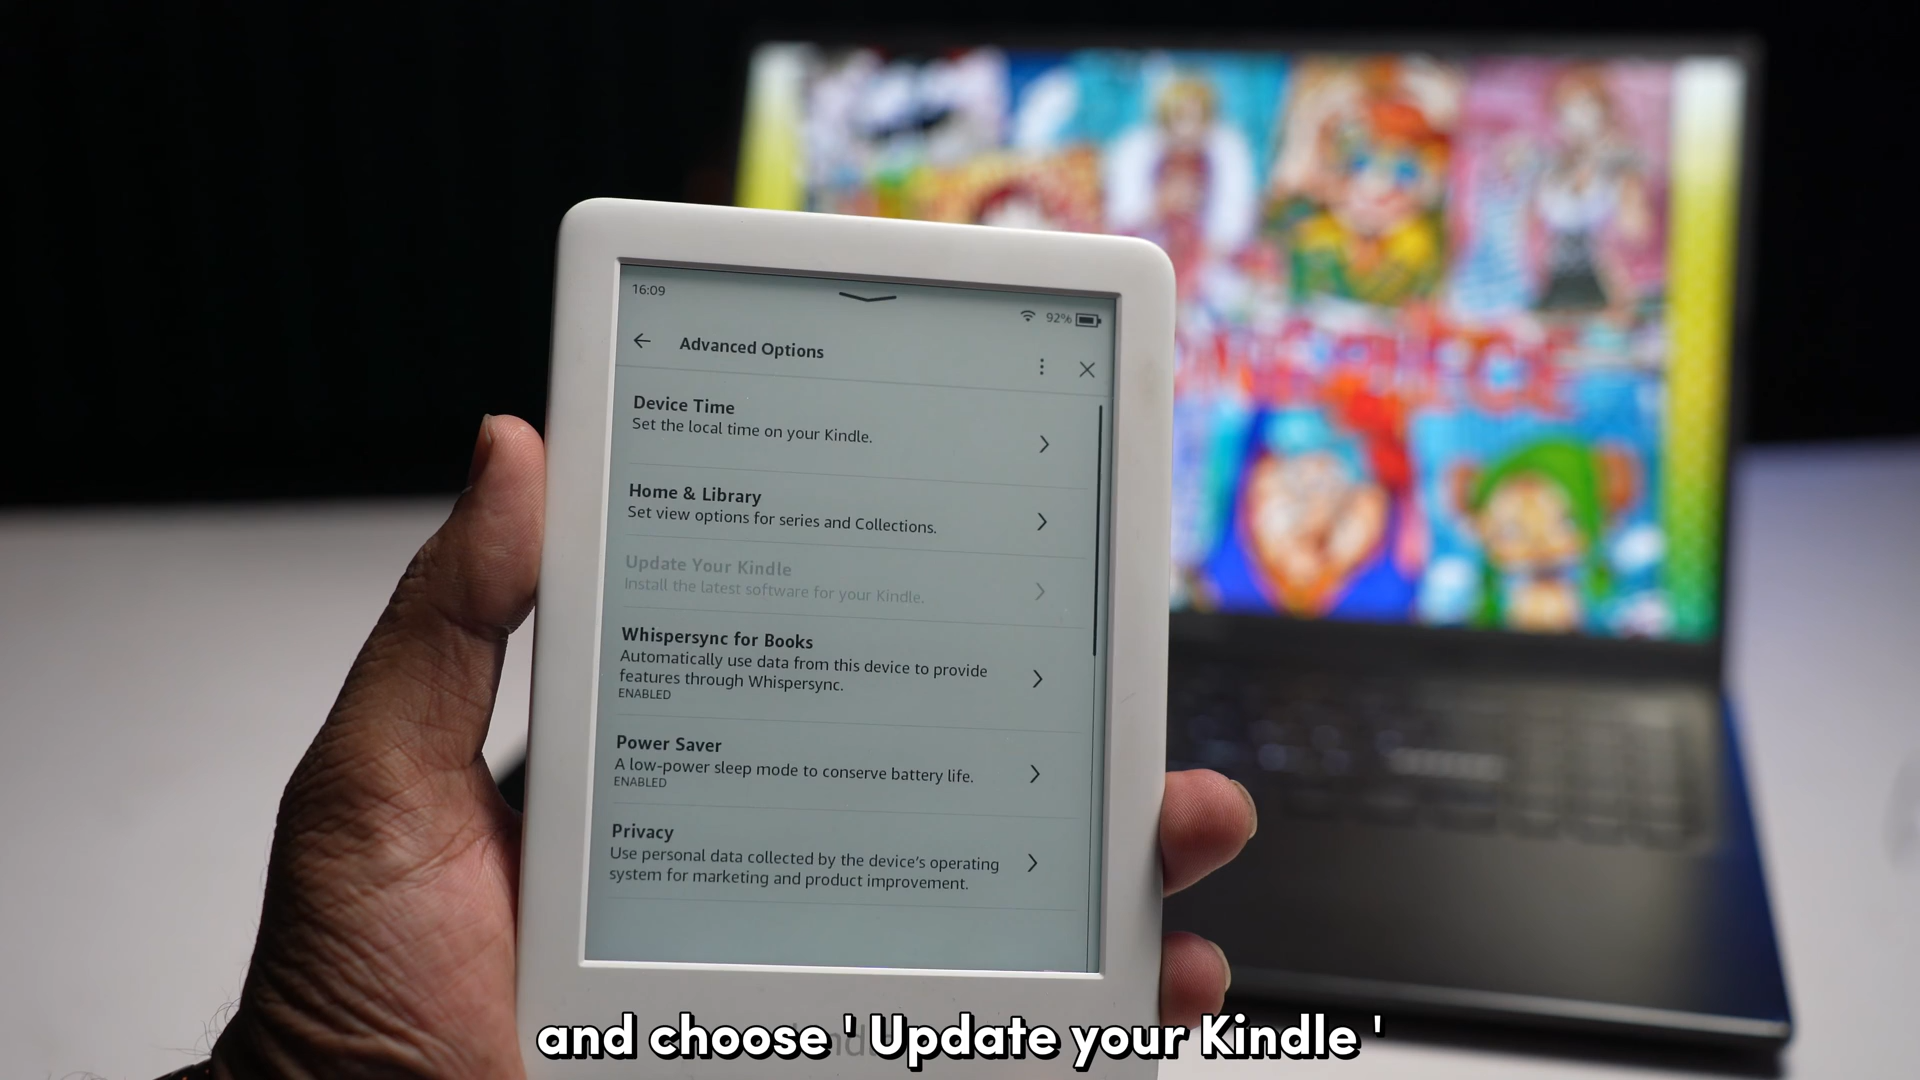 16:09
92%
Advanced Options
Device Time
Set the local time on your Kindle.
Home & Library
Set view options for series and Collections.
Update Your Kindle
Install the latest software for your Kindle.
Whispersync for Books
Automatically use data from this device to provide
features through Whispersync.
ENABLED
Power Saver
A low-power sleep mode to conserve battery life.
ENABLED
Privacy
Use personal data collected by the device's operating
system for marketing and product improvement.
and choose ' Update your Kindle '